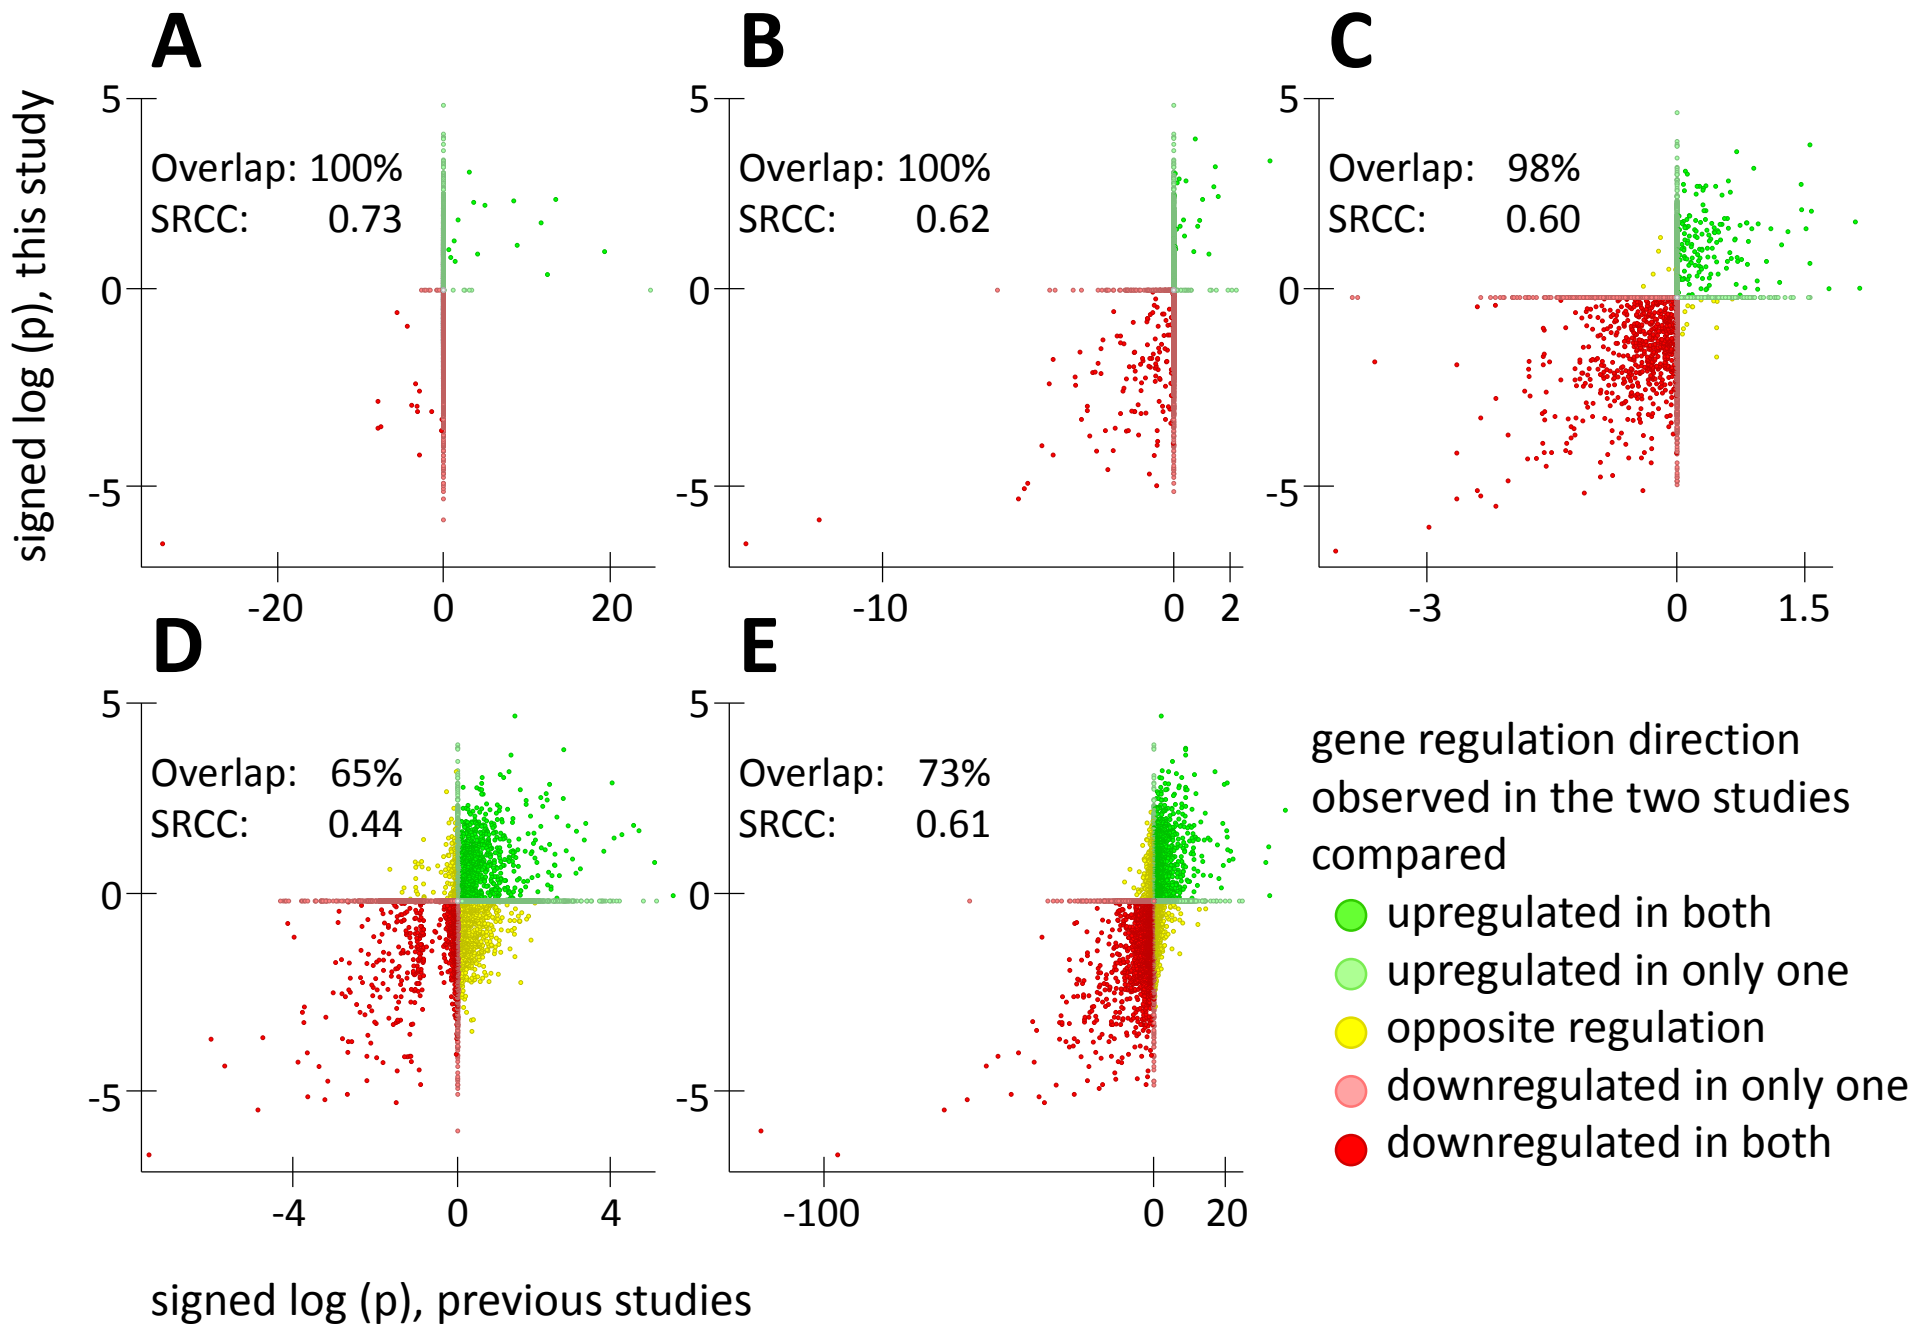 A
B
C
signed log (p), this study
5
0
-5
Overlap: 100%
SRCC: 0.73
-20
0
20
5
0
-5
Overlap: 100%
SRCC: 0.62
-10
0
2
5
0
-5
Overlap: 98%
SRCC: 0.60
-3
0
1.5
D
E
5
0
-5
Overlap: 65%
SRCC: 0.44
-4
0
4
5
0
-5
Overlap: 73%
SRCC: 0.61
-100
0
20
gene regulation direction
observed in the two studies
compared
upregulated in both
upregulated in only one
opposite regulation
downregulated in only one
downregulated in both
signed log (p), previous studies